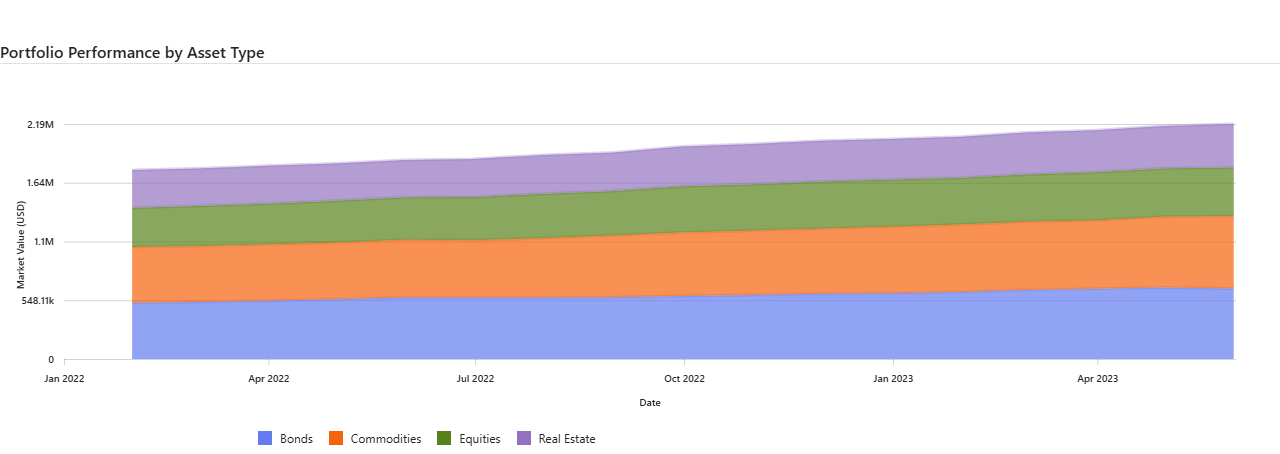 Portfolio Performance by Asset Type
2.19M
1.64M
1.1M
548.11k
0
Market Value (USD)
Jan 2022 Apr 2022 Jul 2022 Oct 2022 Jan 2023 Apr 2023
Date
Bonds Commodities Equities Real Estate